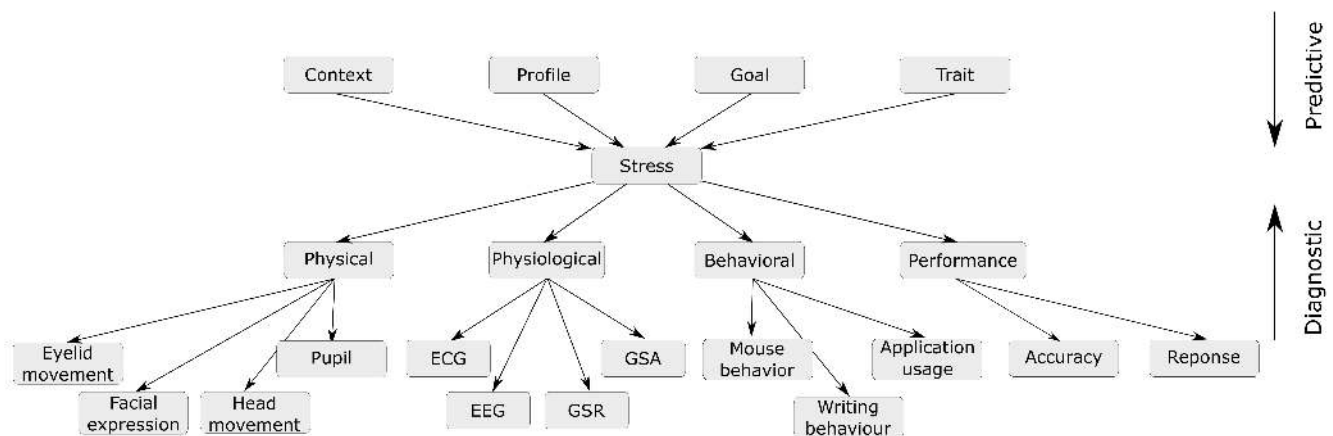 Context
Profile
Goal
Trait
Predictive
Stress
Diagnostic
Physical
Physiological
Behavioral
Performance
Eyelid
movement
Pupil
ECG
GSA
Mouse
behavior
Application
usage
Accuracy
Reponse
Facial
expression
Head
movement
EEG
GSR
Writing
behaviour